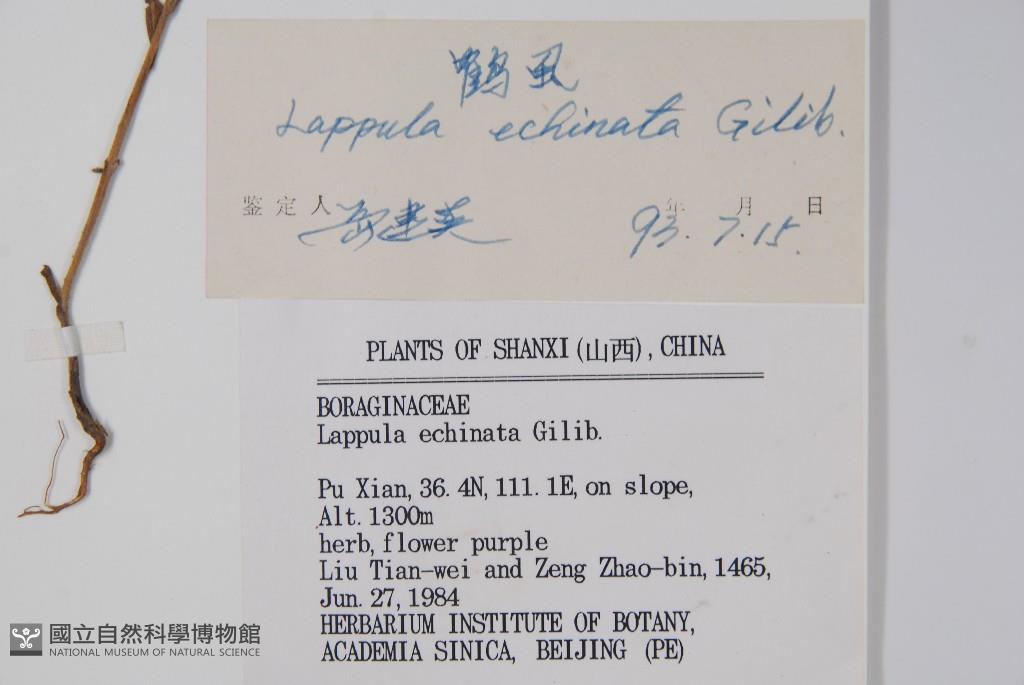 鹤虱
Lappula echinata Gilib.
鉴定人 岳建英 年 月 日
93. 7. 15.
PLANTS OF SHANXI(山西), CHINA
BORAGINACEAE
Lappula echinata Gilib.
Pu Xian, 36. 4N, 111. 1E, on slope,
Alt. 1300m
herb, flower purple
Liu Tian-wei and Zeng Zhao-bin, 1465,
Jun. 27, 1984
HERBARIUM INSTITUTE OF BOTANY,
ACADEMIA SINICA, BEIJING (PE)
國立自然科學博物館
NATIONAL MUSEUM OF NATURAL SCIENCE